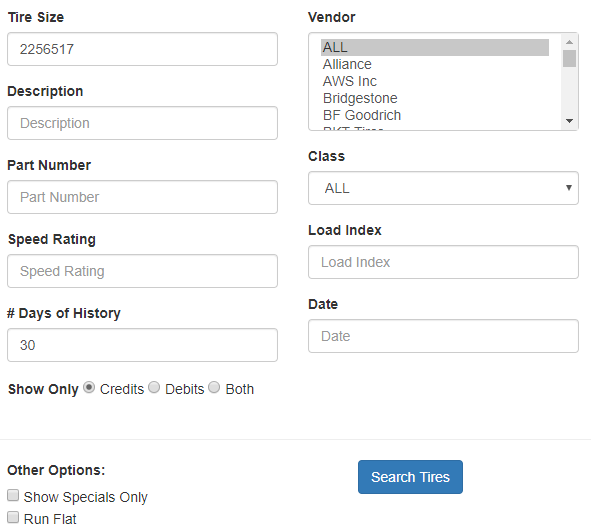 Tire Size
2256517
Description
Description
Part Number
Part Number
Speed Rating
Speed Rating
# Days of History
30
Show Only Credits Debits Both
Vendor
ALL
Alliance
AWS Inc
Bridgestone
BF Goodrich
BKT Tires
Class
ALL
Load Index
Load Index
Date
Date
Other Options:
Show Specials Only
Run Flat
Search Tires